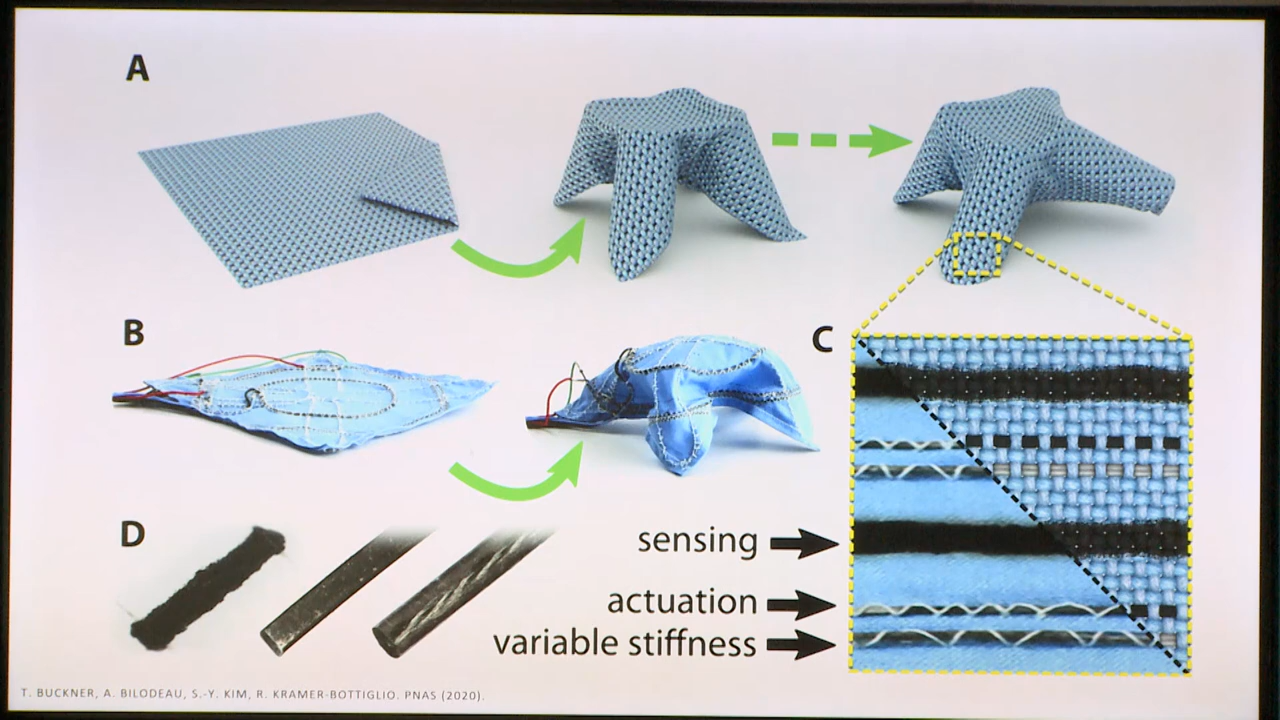 A
B
C
D
sensing
actuation
variable stiffness
T. BUCKNER, A. BILODEAU, S.-Y. KIM, R. KRAMER-BOTTIGLIO. PNAS (2020).